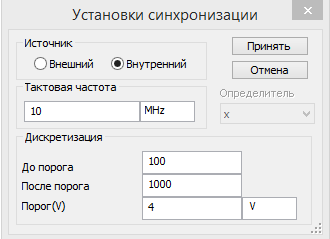 Установки синхронизации
Источник
Внешний Внутренний
Принять
Отмена
Тактовая частота
10 MHz
Определитель
x
Дискретизация
До порога 100
После порога 1000
Порог(V) 4 V